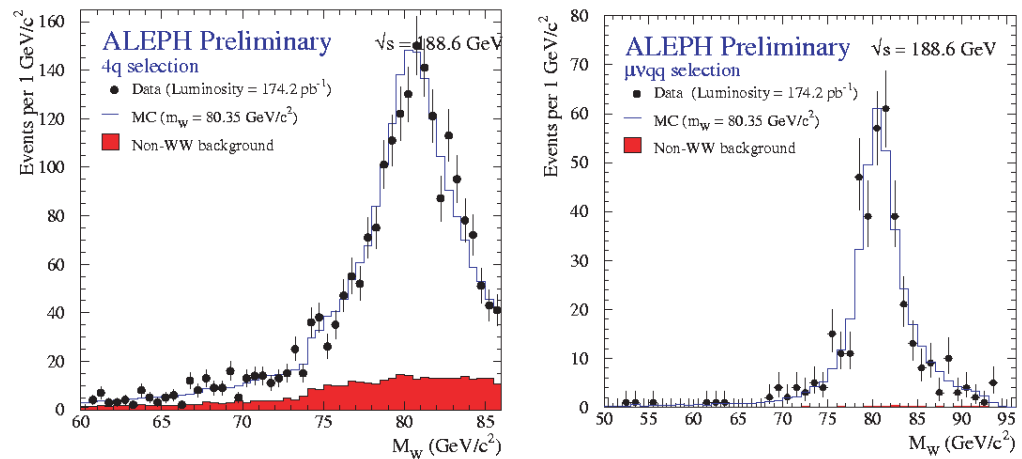 Events per 1 GeV/c²
160
140
120
100
80
60
40
20
0
ALEPH Preliminary
√s = 188.6 GeV
4q selection
Data (Luminosity = 174.2 pb⁻¹)
MC (m_W = 80.35 GeV/c²)
Non-WW background
60 65 70 75 80 85
M_W (GeV/c²)
Events per 1 GeV/c²
80
70
60
50
40
30
20
10
0
ALEPH Preliminary
√s = 188.6 GeV
μνqq selection
Data (Luminosity = 174.2 pb⁻¹)
MC (m_W = 80.35 GeV/c²)
Non-WW background
50 55 60 65 70 75 80 85 90 95
M_W (GeV/c²)